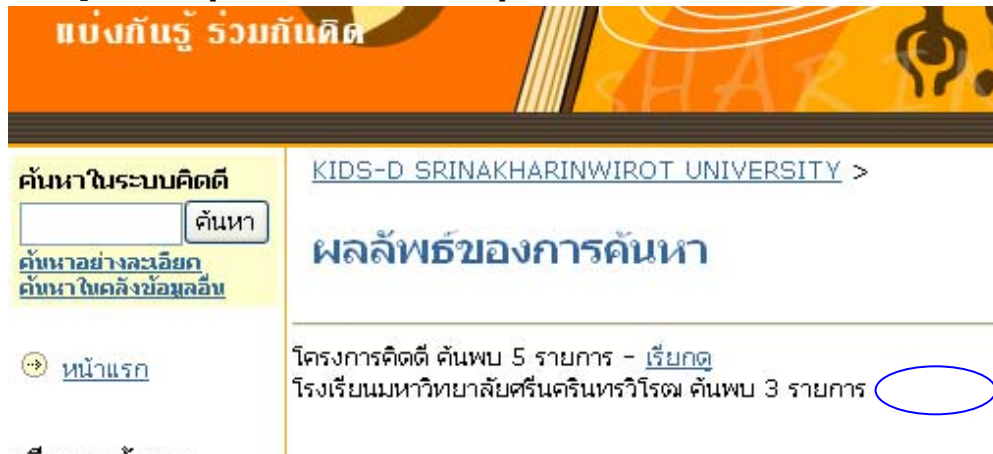 แบ่งกันรู้ ร่วมกันคิด
SHARIN
ค้นหาในระบบคิดดี
ค้นหา
ค้นหาอย่างละเอียด
ค้นหาในคลังข้อมูลอื่น
หน้าแรก
KIDS-D SRINAKHARINWIROT UNIVERSITY >
ผลลัพธ์ของการค้นหา
โครงการคิดดี ค้นพบ 5 รายการ - เรียกดู
โรงเรียนมหาวิทยาลัยศรีนครินทรวิโรฒ ค้นพบ 3 รายการ